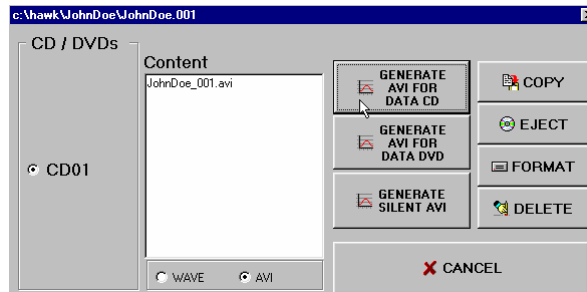 c:\hawk\JohnDoe\JohnDoe.001
CD / DVDs
Content
JohnDoe_001.avi
CD01
WAVE
AVI
GENERATE
AVI FOR
DATA CD
GENERATE
AVI FOR
DATA DVD
GENERATE
SILENT AVI
COPY
EJECT
FORMAT
DELETE
CANCEL